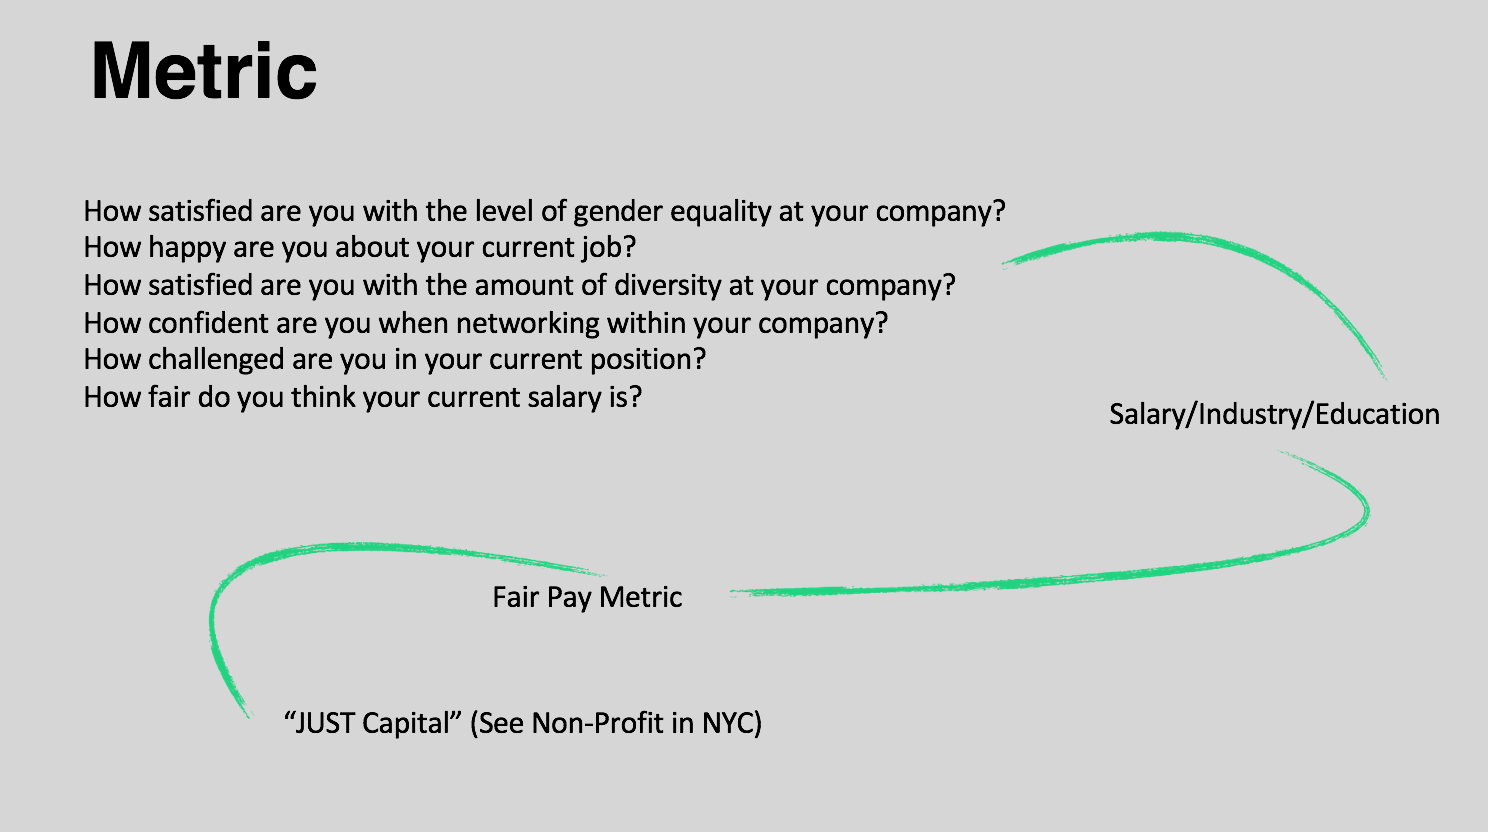 Metric
How satisfied are you with the level of gender equality at your company?
How happy are you about your current job?
How satisfied are you with the amount of diversity at your company?
How confident are you when networking within your company?
How challenged are you in your current position?
How fair do you think your current salary is?
Salary/Industry/Education
Fair Pay Metric
“JUST Capital” (See Non-Profit in NYC)